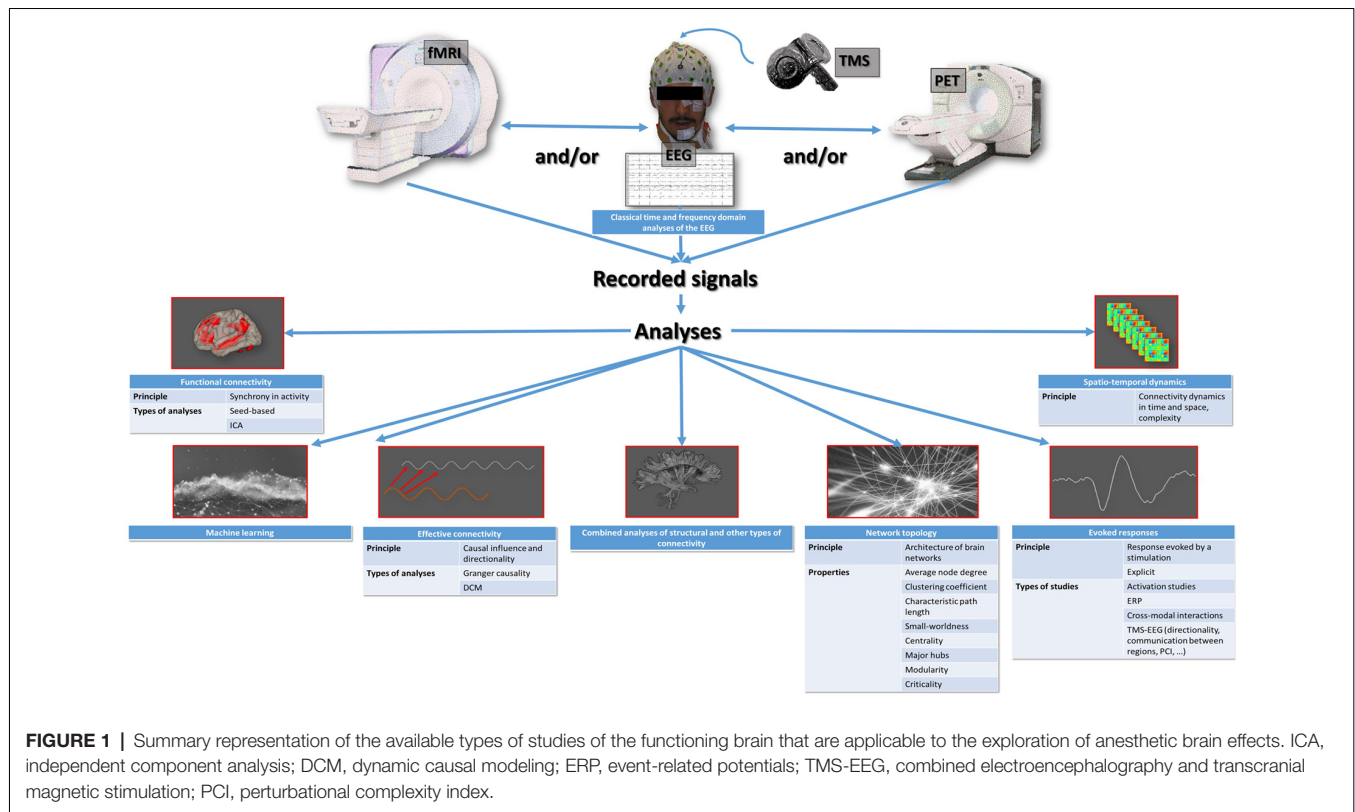 fMRI
TMS
PET
EEG
and/or
and/or
Classical time and frequency domain
analyses of the EEG
Recorded signals
Analyses
Functional connectivity
Principle Synchrony in activity
Types of analyses Seed-based
ICA
Spatio-temporal dynamics
Principle Connectivity dynamics
in time and space,
complexity
Machine learning
Effective connectivity
Principle Causal influence and
directionality
Types of analyses Granger causality
DCM
Combined analyses of structural and other types of
connectivity
Network topology
Principle Architecture of brain
networks
Properties Average node degree
Clustering coefficient
Characteristic path
length
Small-worldness
Centrality
Major hubs
Modularity
Criticality
Evoked responses
Principle Response evoked by a
stimulation
Explicit
Types of studies Activation studies
ERP
Cross-modal interactions
TMS-EEG (directionality,
communication between
regions, PCI, ...)
FIGURE 1 | Summary representation of the available types of studies of the functioning brain that are applicable to the exploration of anesthetic brain effects. ICA,
independent component analysis; DCM, dynamic causal modeling; ERP, event-related potentials; TMS-EEG, combined electroencephalography and transcranial
magnetic stimulation; PCI, perturbational complexity index.